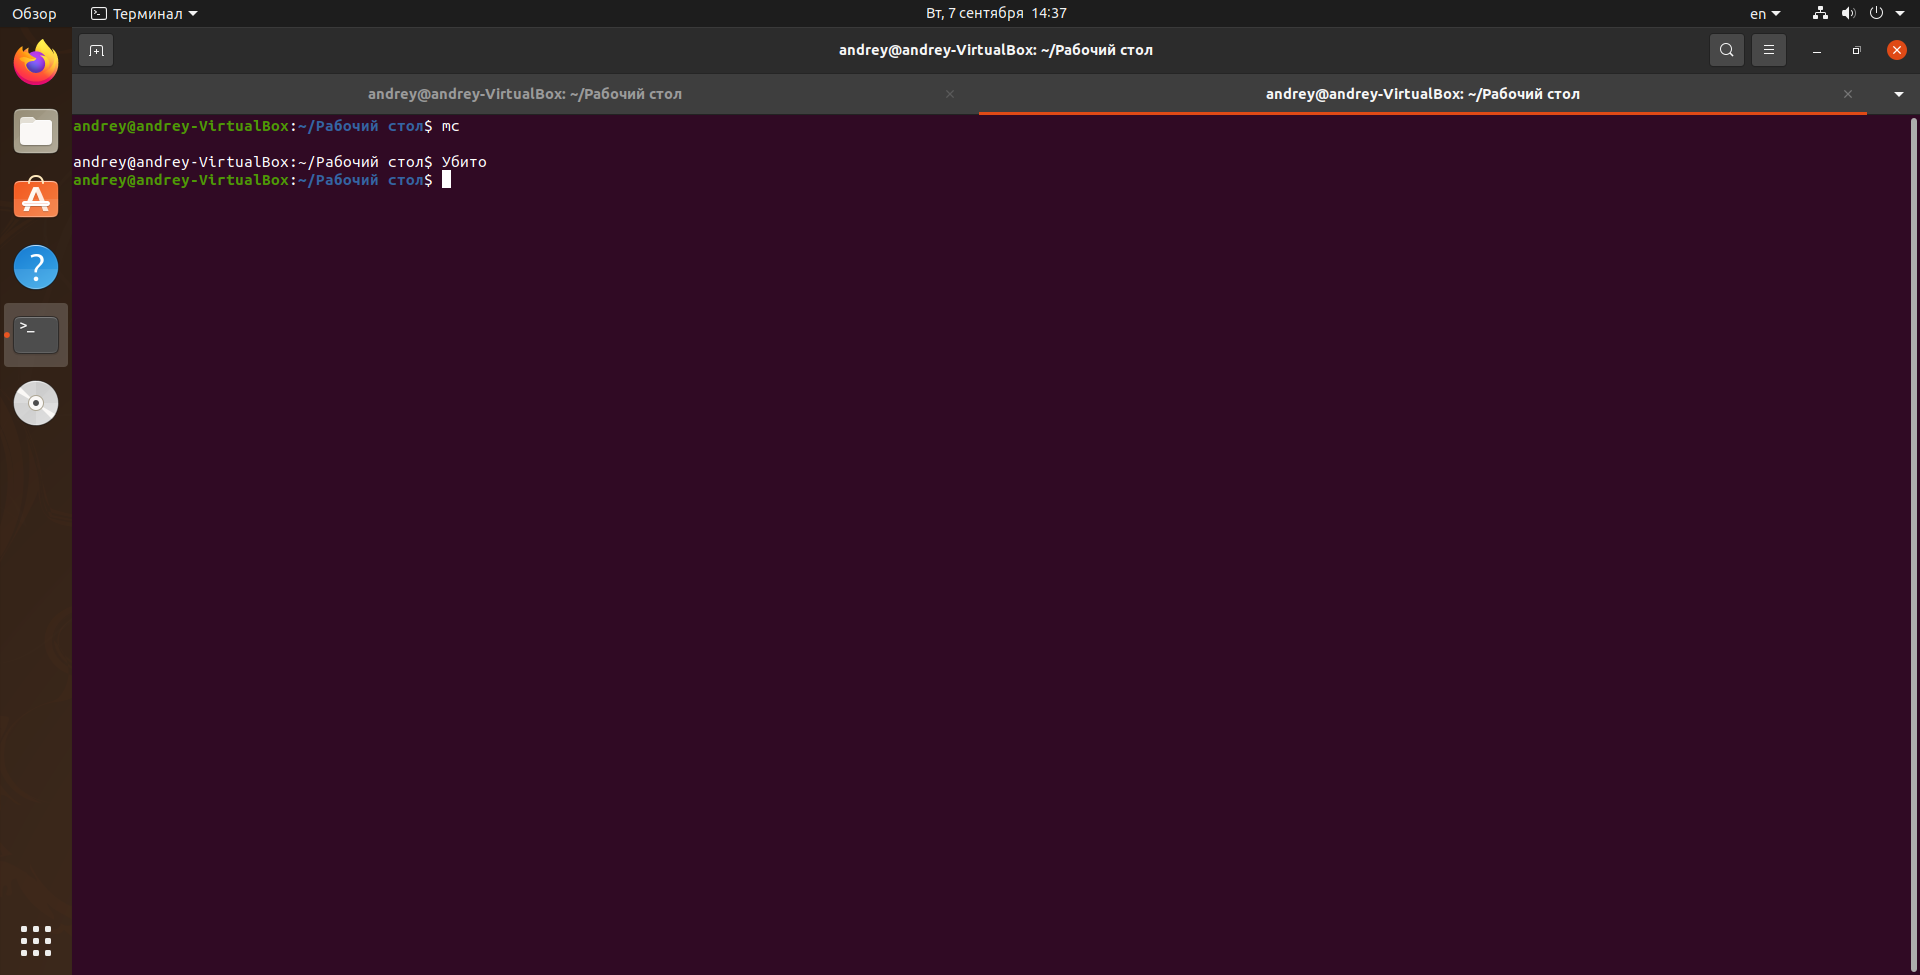 Обзор Терминал Вт, 7 сентября 14:37 en
andrey@andrey-VirtualBox: ~/Рабочий стол
andrey@andrey-VirtualBox: ~/Рабочий стол andrey@andrey-VirtualBox: ~/Рабочий стол
andrey@andrey-VirtualBox:~/Рабочий стол$ mc
andrey@andrey-VirtualBox:~/Рабочий стол$ Убито
andrey@andrey-VirtualBox:~/Рабочий стол$